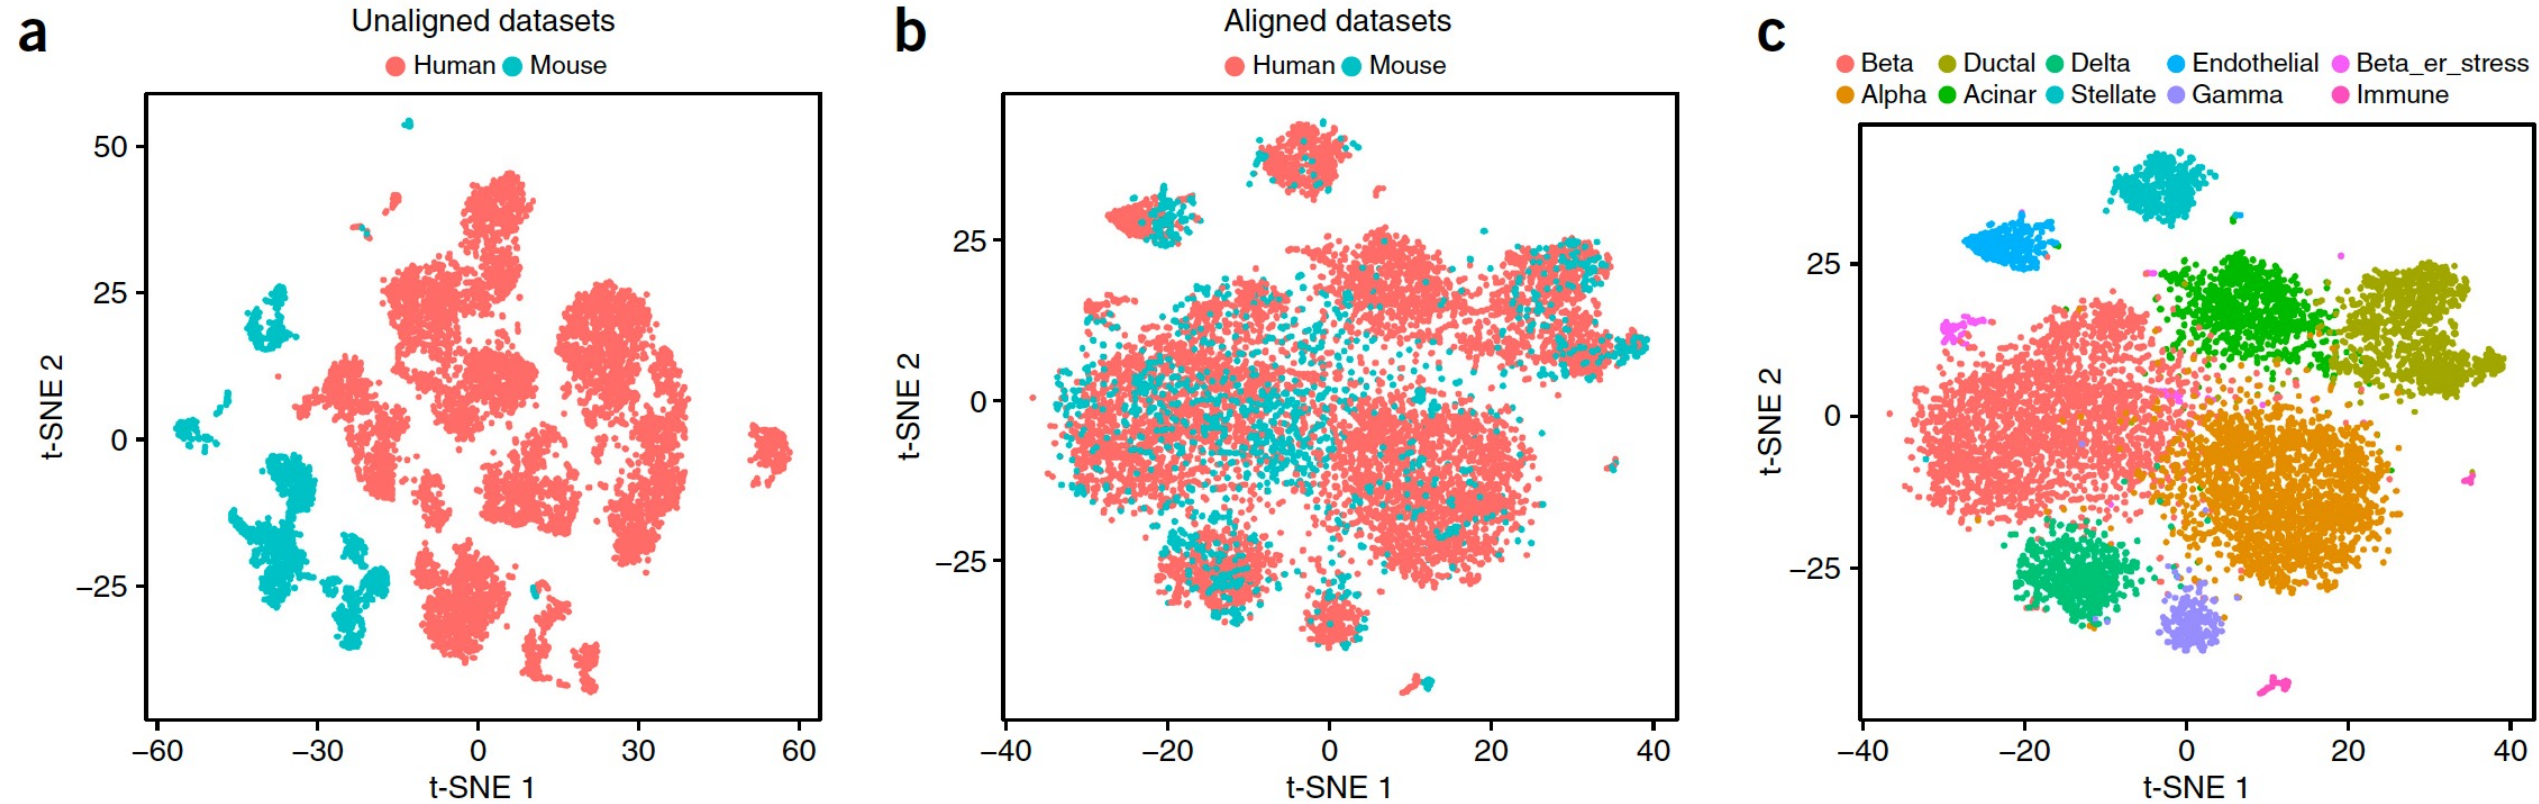 a
Unaligned datasets
Human Mouse
50
25
0
−25
−60 −30 0 30 60
t-SNE 1
t-SNE 2
b
Aligned datasets
Human Mouse
25
0
−25
−40 −20 0 20 40
t-SNE 1
t-SNE 2
c
Beta Ductal Delta Endothelial Beta_er_stress
Alpha Acinar Stellate Gamma Immune
25
0
−25
−40 −20 0 20 40
t-SNE 1
t-SNE 2